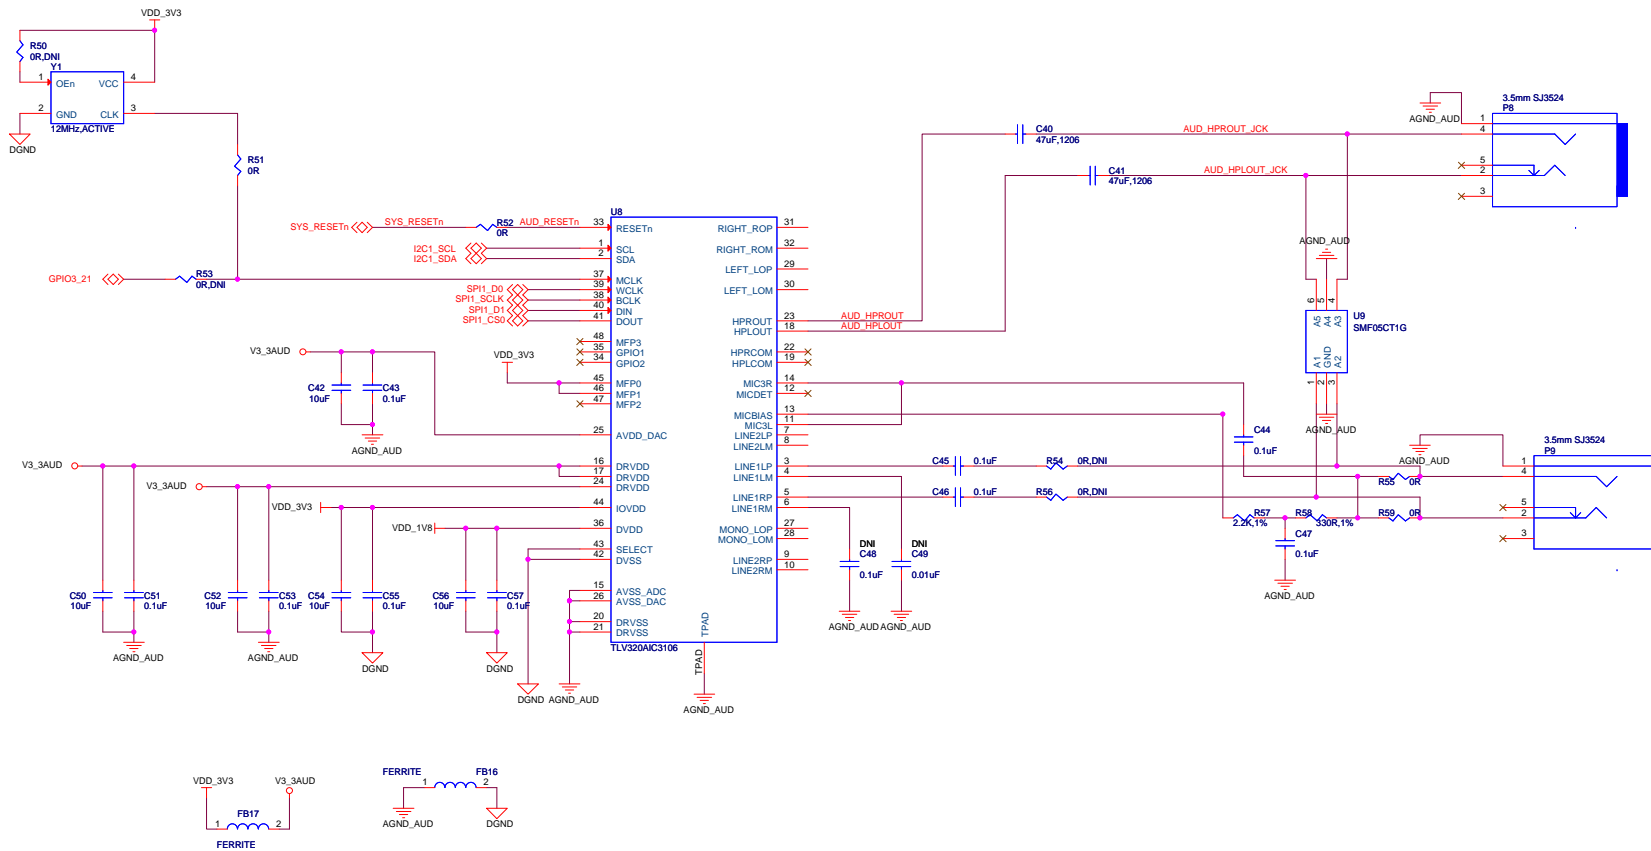 VDD_3V3
R50
0R,DNI
Y1
1 OEn VCC 4
2 GND CLK 3
12MHz,ACTIVE
DGND
R51
0R
3.5mm SJ3524
P8
AGND_AUD
1
4
5
2
3
C40
47uF,1206
AUD_HPROUT_JCK
C41
47uF,1206
AUD_HPLOUT_JCK
U8
SYS_RESETn
SYS_RESETn
R52
0R
AUD_RESETn
33 RESETn
I2C1_SCL
1 SCL
I2C1_SDA
2 SDA
GPIO3_21
R53
0R,DNI
37 MCLK
SPI1_D0
39 WCLK
SPI1_SCLK
38 BCLK
SPI1_D1
40 DIN
SPI1_CS0
41 DOUT
48 MFP3
35 GPIO1
34 GPIO2
VDD_3V3
45 MFP0
46 MFP1
47 MFP2
V3_3AUD
C42
10uF
C43
0.1uF
AGND_AUD
25 AVDD_DAC
V3_3AUD
16 DRVDD
17 DRVDD
V3_3AUD
24 DRVDD
VDD_3V3
44 IOVDD
VDD_1V8
36 DVDD
43 SELECT
42 DVSS
15 AVSS_ADC
26 AVSS_DAC
20 DRVSS
21 DRVSS
TLV320AIC3106
TPAD
TPAD
AGND_AUD
RIGHT_ROP 31
RIGHT_ROM 32
LEFT_LOP 29
LEFT_LOM 30
HPROUT 23
AUD_HPROUT
HPLOUT 18
AUD_HPLOUT
HPRCOM 22
HPLCOM 19
MIC3R 14
MICDET 12
MICBIAS 13
MIC3L 11
LINE2LP 7
LINE2LM 8
LINE1LP 3
LINE1LM 4
LINE1RP 5
LINE1RM 6
MONO_LOP 27
MONO_LOM 28
LINE2RP 9
LINE2RM 10
C50
10uF
C51
0.1uF
AGND_AUD
C52
10uF
C53
0.1uF
AGND_AUD
C54
10uF
C55
0.1uF
DGND
C56
10uF
C57
0.1uF
DGND
DGND
AGND_AUD
AGND_AUD
6 5 4
A5 A4 A3
U9
SMF05CT1G
A1 GND A2
1 2 3
AGND_AUD
C44
0.1uF
C45
0.1uF
R54
0R,DNI
C46
0.1uF
R56
0R,DNI
AGND_AUD
3.5mm SJ3524
P9
1
4
5
2
3
R55
0R
R57
2.2K,1%
R58
330R,1%
R59
0R
C47
0.1uF
AGND_AUD
DNI
C48
0.1uF
AGND_AUD
DNI
C49
0.01uF
AGND_AUD
VDD_3V3
V3_3AUD
FB17
1 2
FERRITE
FERRITE
FB16
1 2
AGND_AUD
DGND